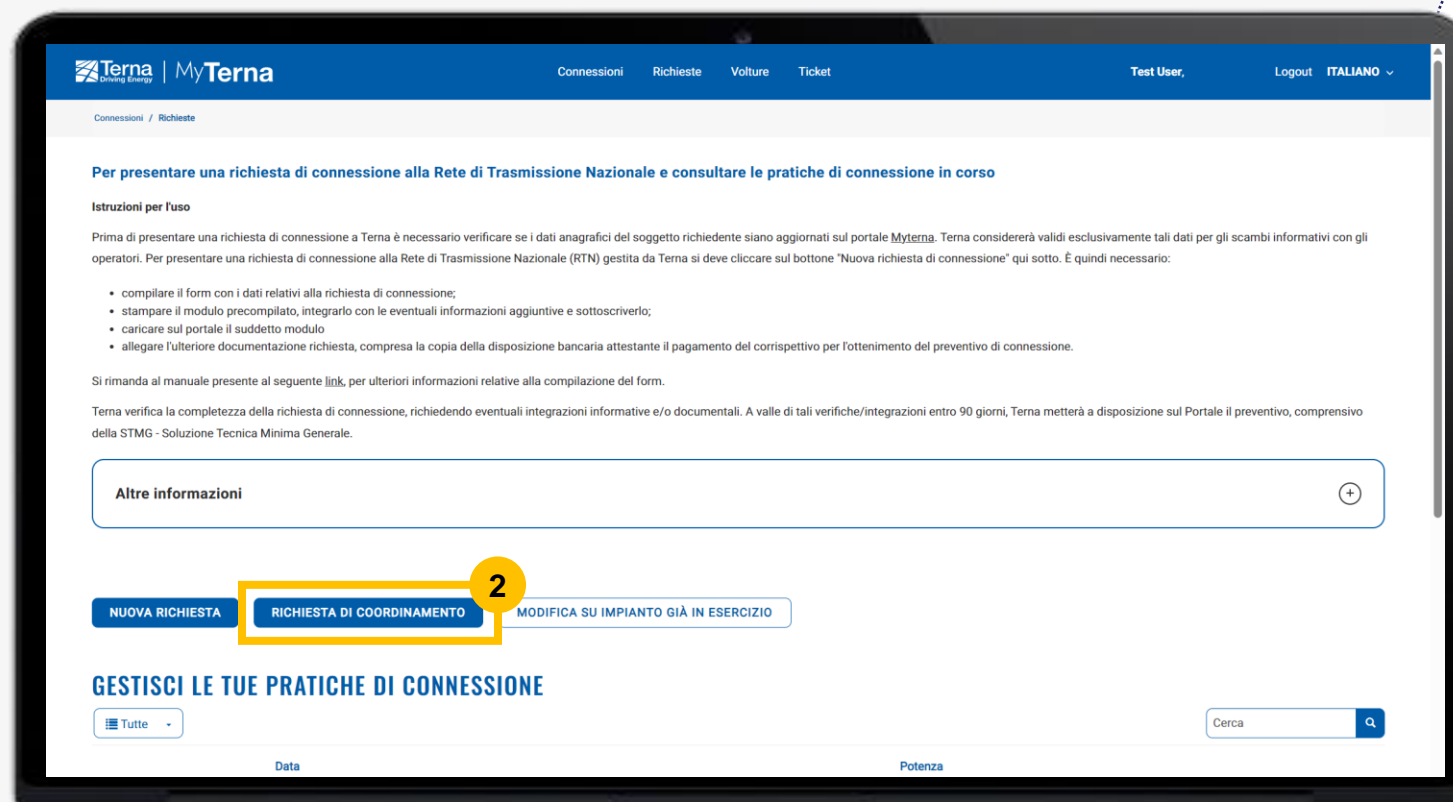 Terna
Driving Energy
MyTerna
Connessioni Richieste Volture Ticket Test User, Logout ITALIANO
Connessioni / Richieste
Per presentare una richiesta di connessione alla Rete di Trasmissione Nazionale e consultare le pratiche di connessione in corso
Istruzioni per l'uso
Prima di presentare una richiesta di connessione a Terna è necessario verificare se i dati anagrafici del soggetto richiedente siano aggiornati sul portale Myterna. Terna considererà validi esclusivamente tali dati per gli scambi informativi con gli
operatori. Per presentare una richiesta di connessione alla Rete di Trasmissione Nazionale (RTN) gestita da Terna si deve cliccare sul bottone "Nuova richiesta di connessione" qui sotto. È quindi necessario:
• compilare il form con i dati relativi alla richiesta di connessione;
• stampare il modulo precompilato, integrarlo con le eventuali informazioni aggiuntive e sottoscriverlo;
• caricare sul portale il suddetto modulo
• allegare l'ulteriore documentazione richiesta, compresa la copia della disposizione bancaria attestante il pagamento del corrispettivo per l'ottenimento del preventivo di connessione.
Si rimanda al manuale presente al seguente link, per ulteriori informazioni relative alla compilazione del form.
Terna verifica la completezza della richiesta di connessione, richiedendo eventuali integrazioni informative e/o documentali. A valle di tali verifiche/integrazioni entro 90 giorni, Terna metterà a disposizione sul Portale il preventivo, comprensivo
della STMG - Soluzione Tecnica Minima Generale.
Altre informazioni
2
NUOVA RICHIESTA RICHIESTA DI COORDINAMENTO MODIFICA SU IMPIANTO GIÀ IN ESERCIZIO
GESTISCI LE TUE PRATICHE DI CONNESSIONE
Tutte Cerca
Data Potenza